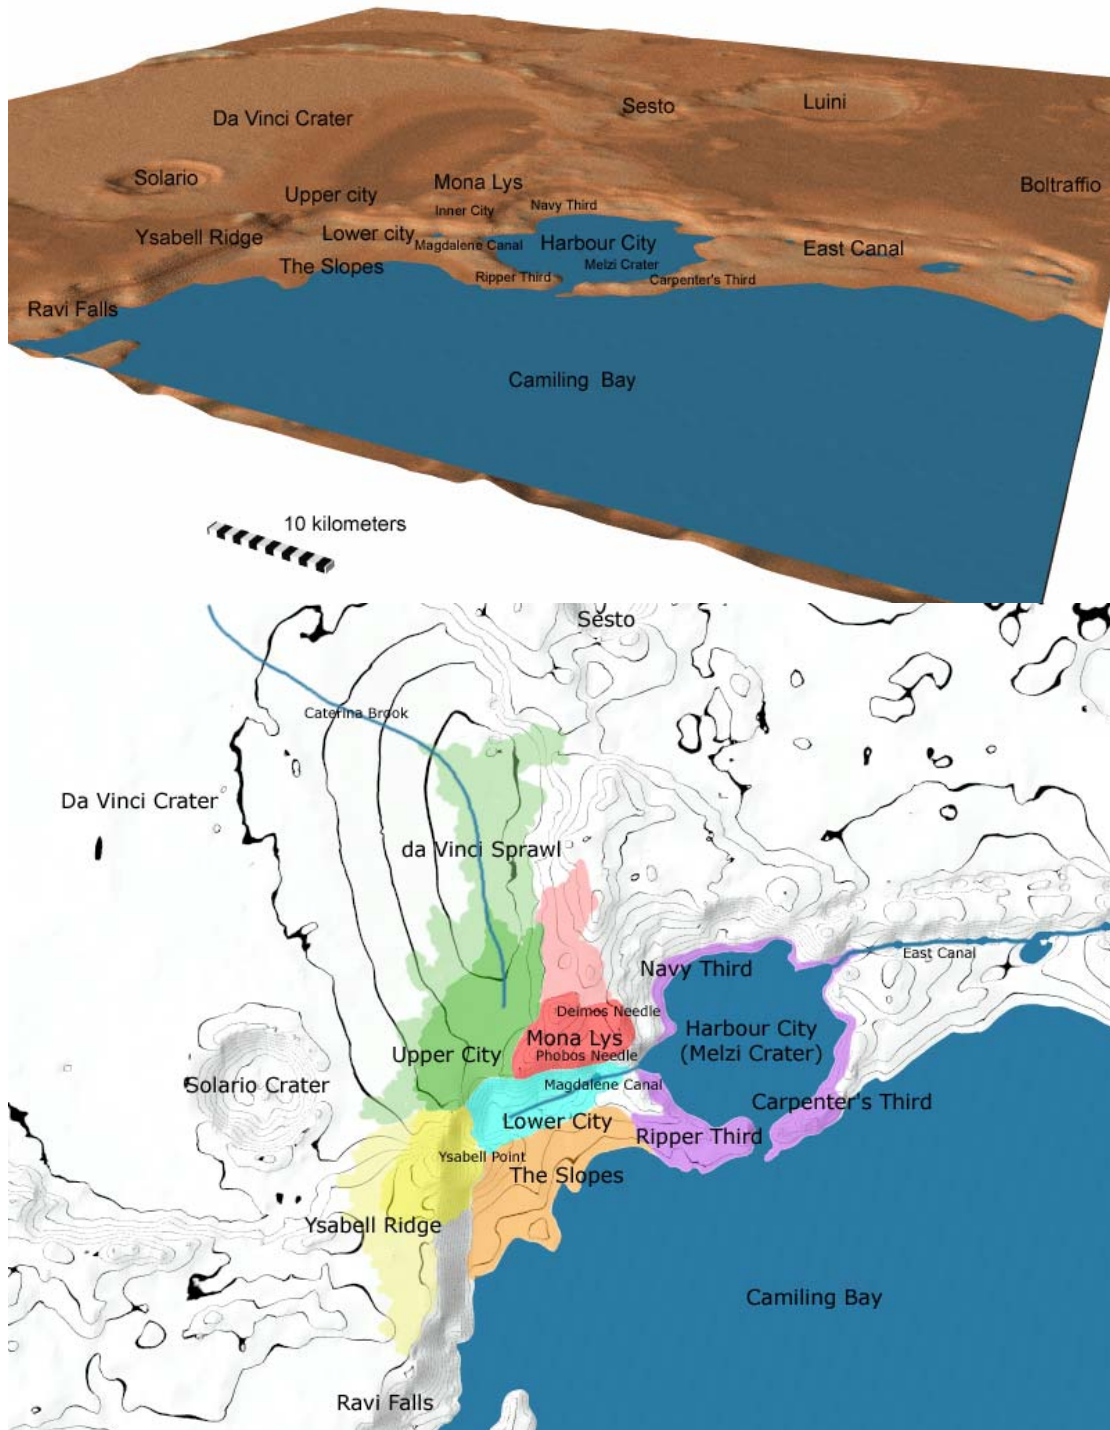 Sesto
Luini
Da Vinci Crater
Solario
Boltraffio
Mona Lys
Upper city
Inner City
Navy Third
Ysabell Ridge
Lower city
Magdalene Canal
Harbour City
East Canal
The Slopes
Melzi Crater
Ripper Third
Carpenter's Third
Ravi Falls
Camiling Bay
10 kilometers
Sesto
Caterina Brook
Da Vinci Crater
da Vinci Sprawl
East Canal
Navy Third
Deimos Needle
Harbour City
(Melzi Crater)
Mona Lys
Upper City
Phobos Needle
Solario Crater
Magdalene Canal
Carpenter's Third
Lower City
Ripper Third
Ysabell Point
The Slopes
Ysabell Ridge
Camiling Bay
Ravi Falls